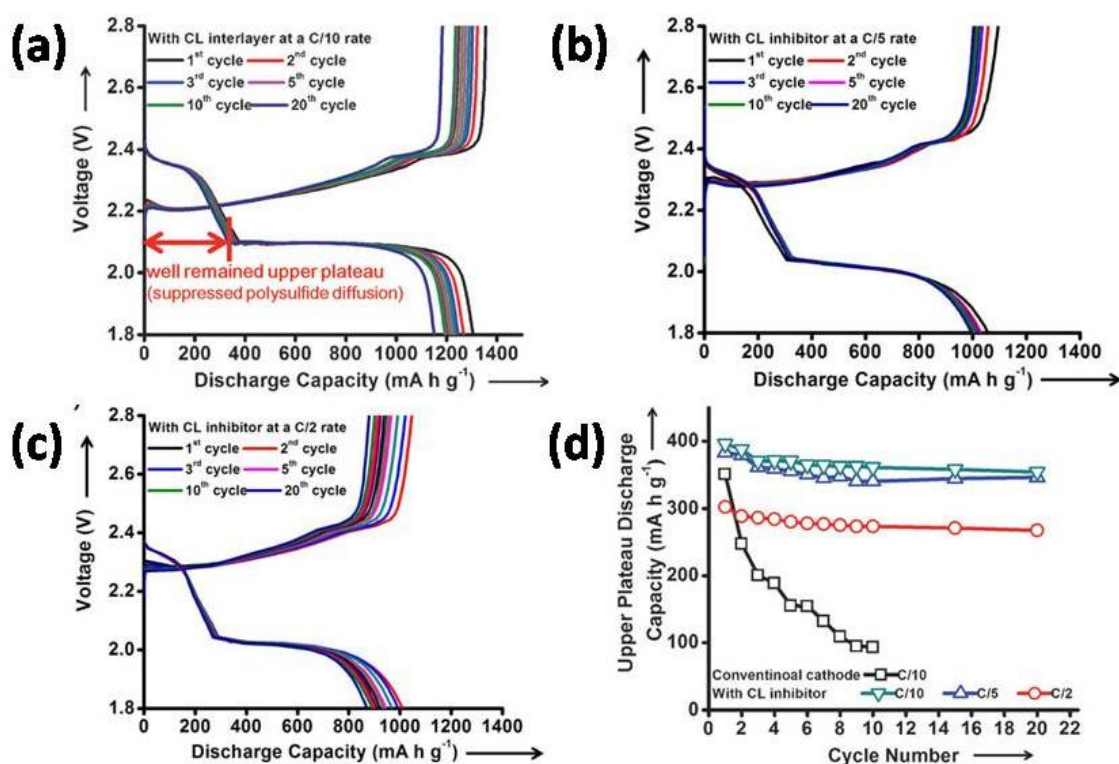 (a)
With CL interlayer at a C/10 rate
1st cycle 2nd cycle
3rd cycle 5th cycle
10th cycle 20th cycle
Voltage (V)
2.8
2.6
2.4
2.2
2.0
1.8
well remained upper plateau
(suppressed polysulfide diffusion)
0 200 400 600 800 1000 1200 1400
Discharge Capacity (mA h g-1)
(b)
With CL inhibitor at a C/5 rate
1st cycle 2nd cycle
3rd cycle 5th cycle
10th cycle 20th cycle
Voltage (V)
2.8
2.6
2.4
2.2
2.0
1.8
0 200 400 600 800 1000 1200 1400
Discharge Capacity (mA h g-1)
(c)
With CL inhibitor at a C/2 rate
1st cycle 2nd cycle
3rd cycle 5th cycle
10th cycle 20th cycle
Voltage (V)
2.8
2.6
2.4
2.2
2.0
1.8
0 200 400 600 800 1000 1200 1400
Discharge Capacity (mA h g-1)
(d)
Upper Plateau Discharge
Capacity (mA h g-1)
400
300
200
100
0
Conventinoal cathode C/10
With CL inhibitor C/10 C/5 C/2
0 2 4 6 8 10 12 14 16 18 20 22
Cycle Number